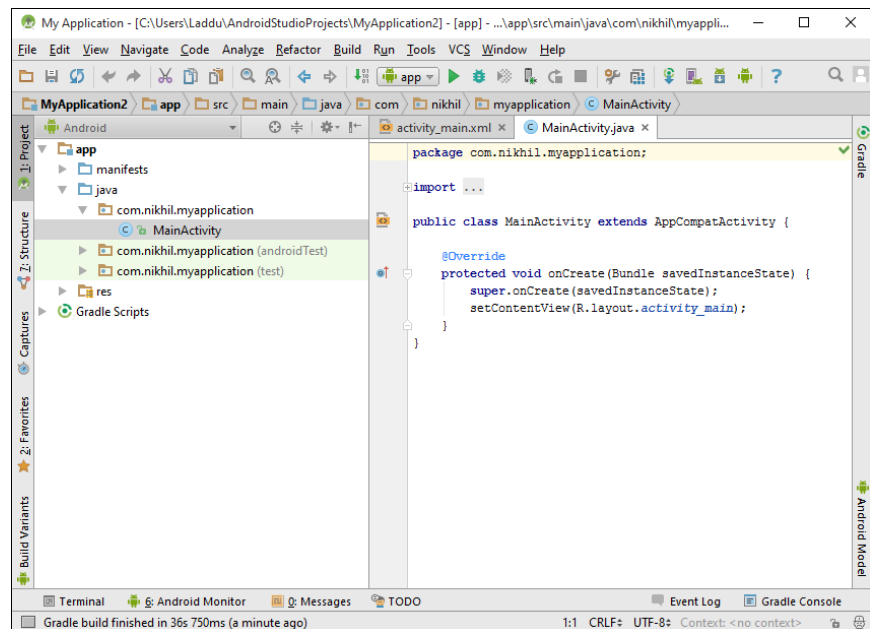 My Application - [C:\Users\Laddu\AndroidStudioProjects\MyApplication2] - [app] - ...\app\src\main\java\com\nikhil\myappli...
File Edit View Navigate Code Analyze Refactor Build Run Tools VCS Window Help
app
MyApplication2 app src main java com nikhil myapplication MainActivity
1: Project
7: Structure
Captures
2: Favorites
Build Variants
Android
app
manifests
java
com.nikhil.myapplication
MainActivity
com.nikhil.myapplication (androidTest)
com.nikhil.myapplication (test)
res
Gradle Scripts
activity_main.xml MainActivity.java
package com.nikhil.myapplication;
import ...
public class MainActivity extends AppCompatActivity {
@Override
protected void onCreate(Bundle savedInstanceState) {
super.onCreate(savedInstanceState);
setContentView(R.layout.activity_main);
}
}
Gradle
Android Model
Terminal 6: Android Monitor 0: Messages TODO Event Log Gradle Console
Gradle build finished in 36s 750ms (a minute ago) 1:1 CRLF UTF-8 Context: <no context>